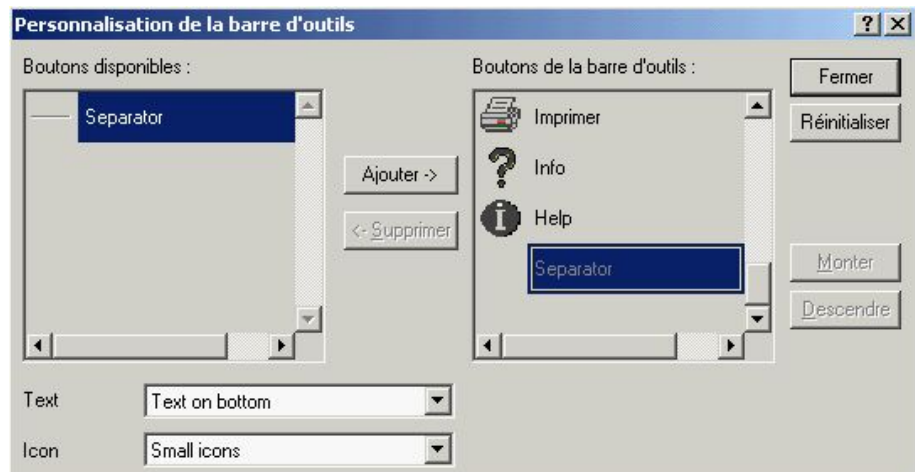 Personnalisation de la barre d'outils
Boutons disponibles :
Separator
Ajouter ->
<- Supprimer
Boutons de la barre d'outils :
Imprimer
Info
Help
Separator
Fermer
Réinitialiser
Monter
Descendre
Text
Text on bottom
Icon
Small icons